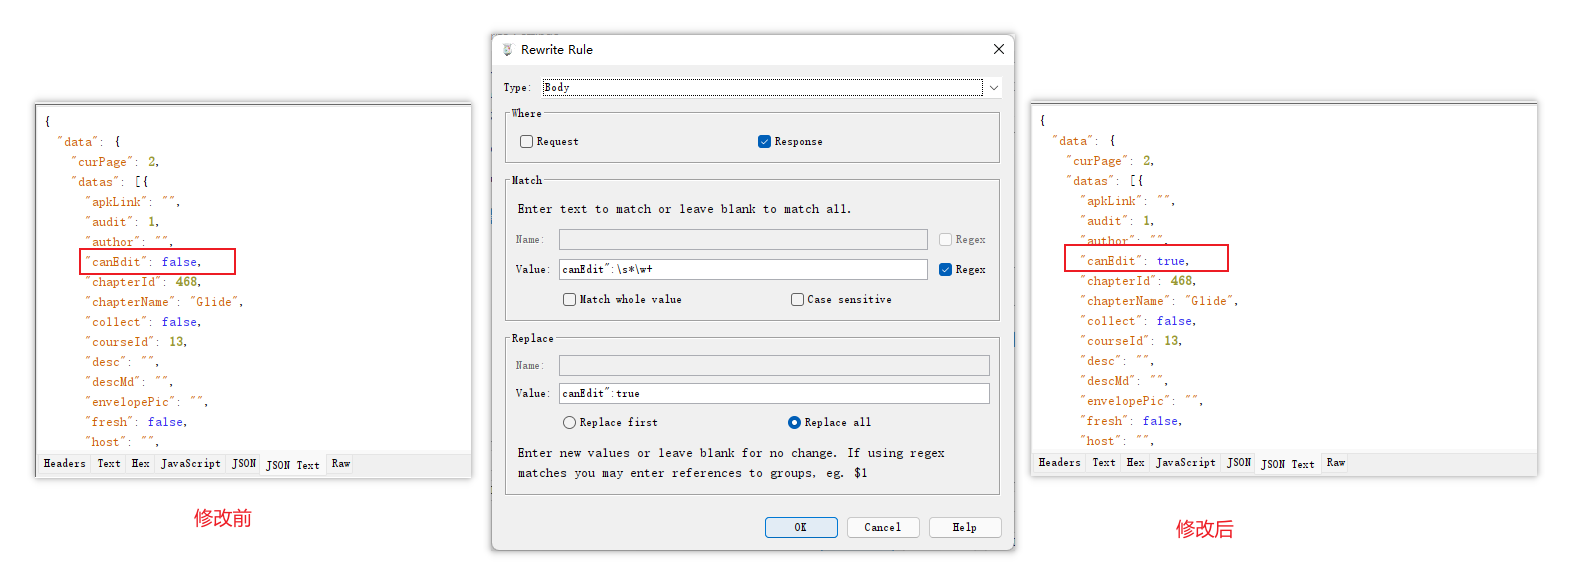 {
"data": {
"curPage": 2,
"datas": [{
"apkLink": "",
"audit": 1,
"author": "",
"canEdit": false,
"chapterId": 468,
"chapterName": "Glide",
"collect": false,
"courseId": 13,
"desc": "",
"descMd": "",
"envelopePic": "",
"fresh": false,
"host": "",
Headers Text Hex JavaScript JSON JSON Text Raw
修改前
Rewrite Rule
Type: Body
Where
Request Response
Match
Enter text to match or leave blank to match all.
Name: Regex
Value: canEdit":\s*\w+ Regex
Match whole value Case sensitive
Replace
Name:
Value: canEdit":true
Replace first Replace all
Enter new values or leave blank for no change. If using regex
matches you may enter references to groups, eg. $1
OK Cancel Help
{
"data": {
"curPage": 2,
"datas": [{
"apkLink": "",
"audit": 1,
"author": "",
"canEdit": true,
"chapterId": 468,
"chapterName": "Glide",
"collect": false,
"courseId": 13,
"desc": "",
"descMd": "",
"envelopePic": "",
"fresh": false,
"host": "",
Headers Text Hex JavaScript JSON JSON Text Raw
修改后